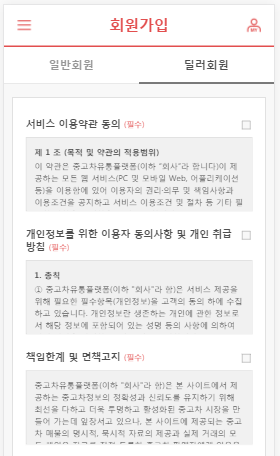 회원가입
일반회원 딜러회원
서비스 이용약관 동의 (필수)
제 1 조 (목적 및 약관의 적용범위)
이 약관은 중고차유통플랫폼(이하 "회사"라 합니다)이 제
공하는 모든 웹 서비스(PC 및 모바일 Web, 어플리케이션
등)을 이용함에 있어 이용자의 권리·의무 및 책임사항과
이용조건을 공지하고 서비스 이용조건 및 절차 등 기타 필
개인정보를 위한 이용자 동의사항 및 개인 취급
방침 (필수)
1. 총칙
① 중고차유통플랫폼(이하 "회사"라 함)은 서비스 제공을
위해 필요한 필수항목(개인정보)을 고객의 동의 하에 수집
하고 있습니다. 개인정보란 생존하는 개인에 관한 정보로
서 해당 정보에 포함되어 있는 성명 동의 사항에 의하여
책임한계 및 면책고지 (필수)
중고차유통플랫폼(이하 "회사"라 함)은 본 사이트에서 제
공하는 중고차정보의 정확성과 신뢰도를 유지하기 위해
최선을 다하고 더욱 투명하고 활성화된 중고차 시장을 만
들어 가는데 앞장서고 있으나, 본 사이트에 제공되는 중고
차 매물의 명시적, 묵시적 자료의 제공과 실제 거래의 모